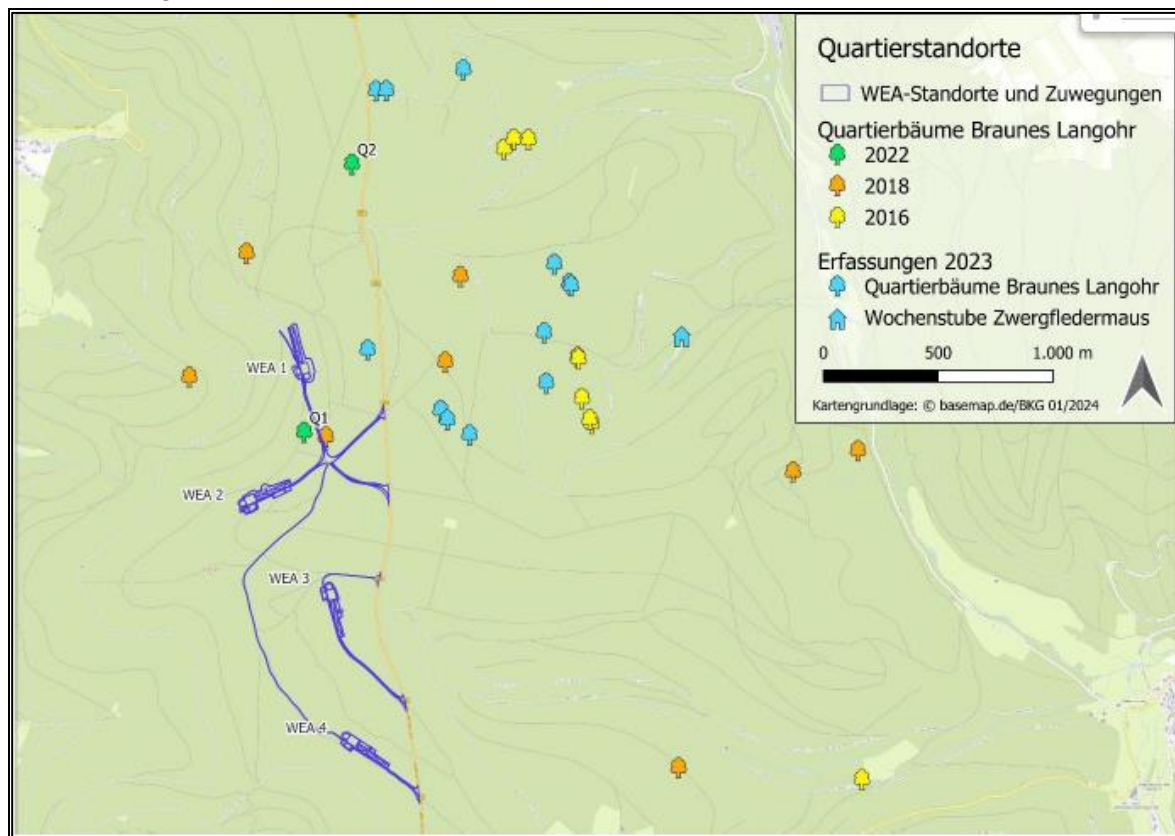 Quartierstandorte
WEA-Standorte und Zuwegungen
Quartierbäume Braunes Langohr
2022
2018
2016
Erfassungen 2023
Quartierbäume Braunes Langohr
Wochenstube Zwergfledermaus
0 500 1.000 m
Kartengrundlage: © basemap.de/BKG 01/2024
Q2
WEA 1
Q1
WEA 2
WEA 3
WEA 4